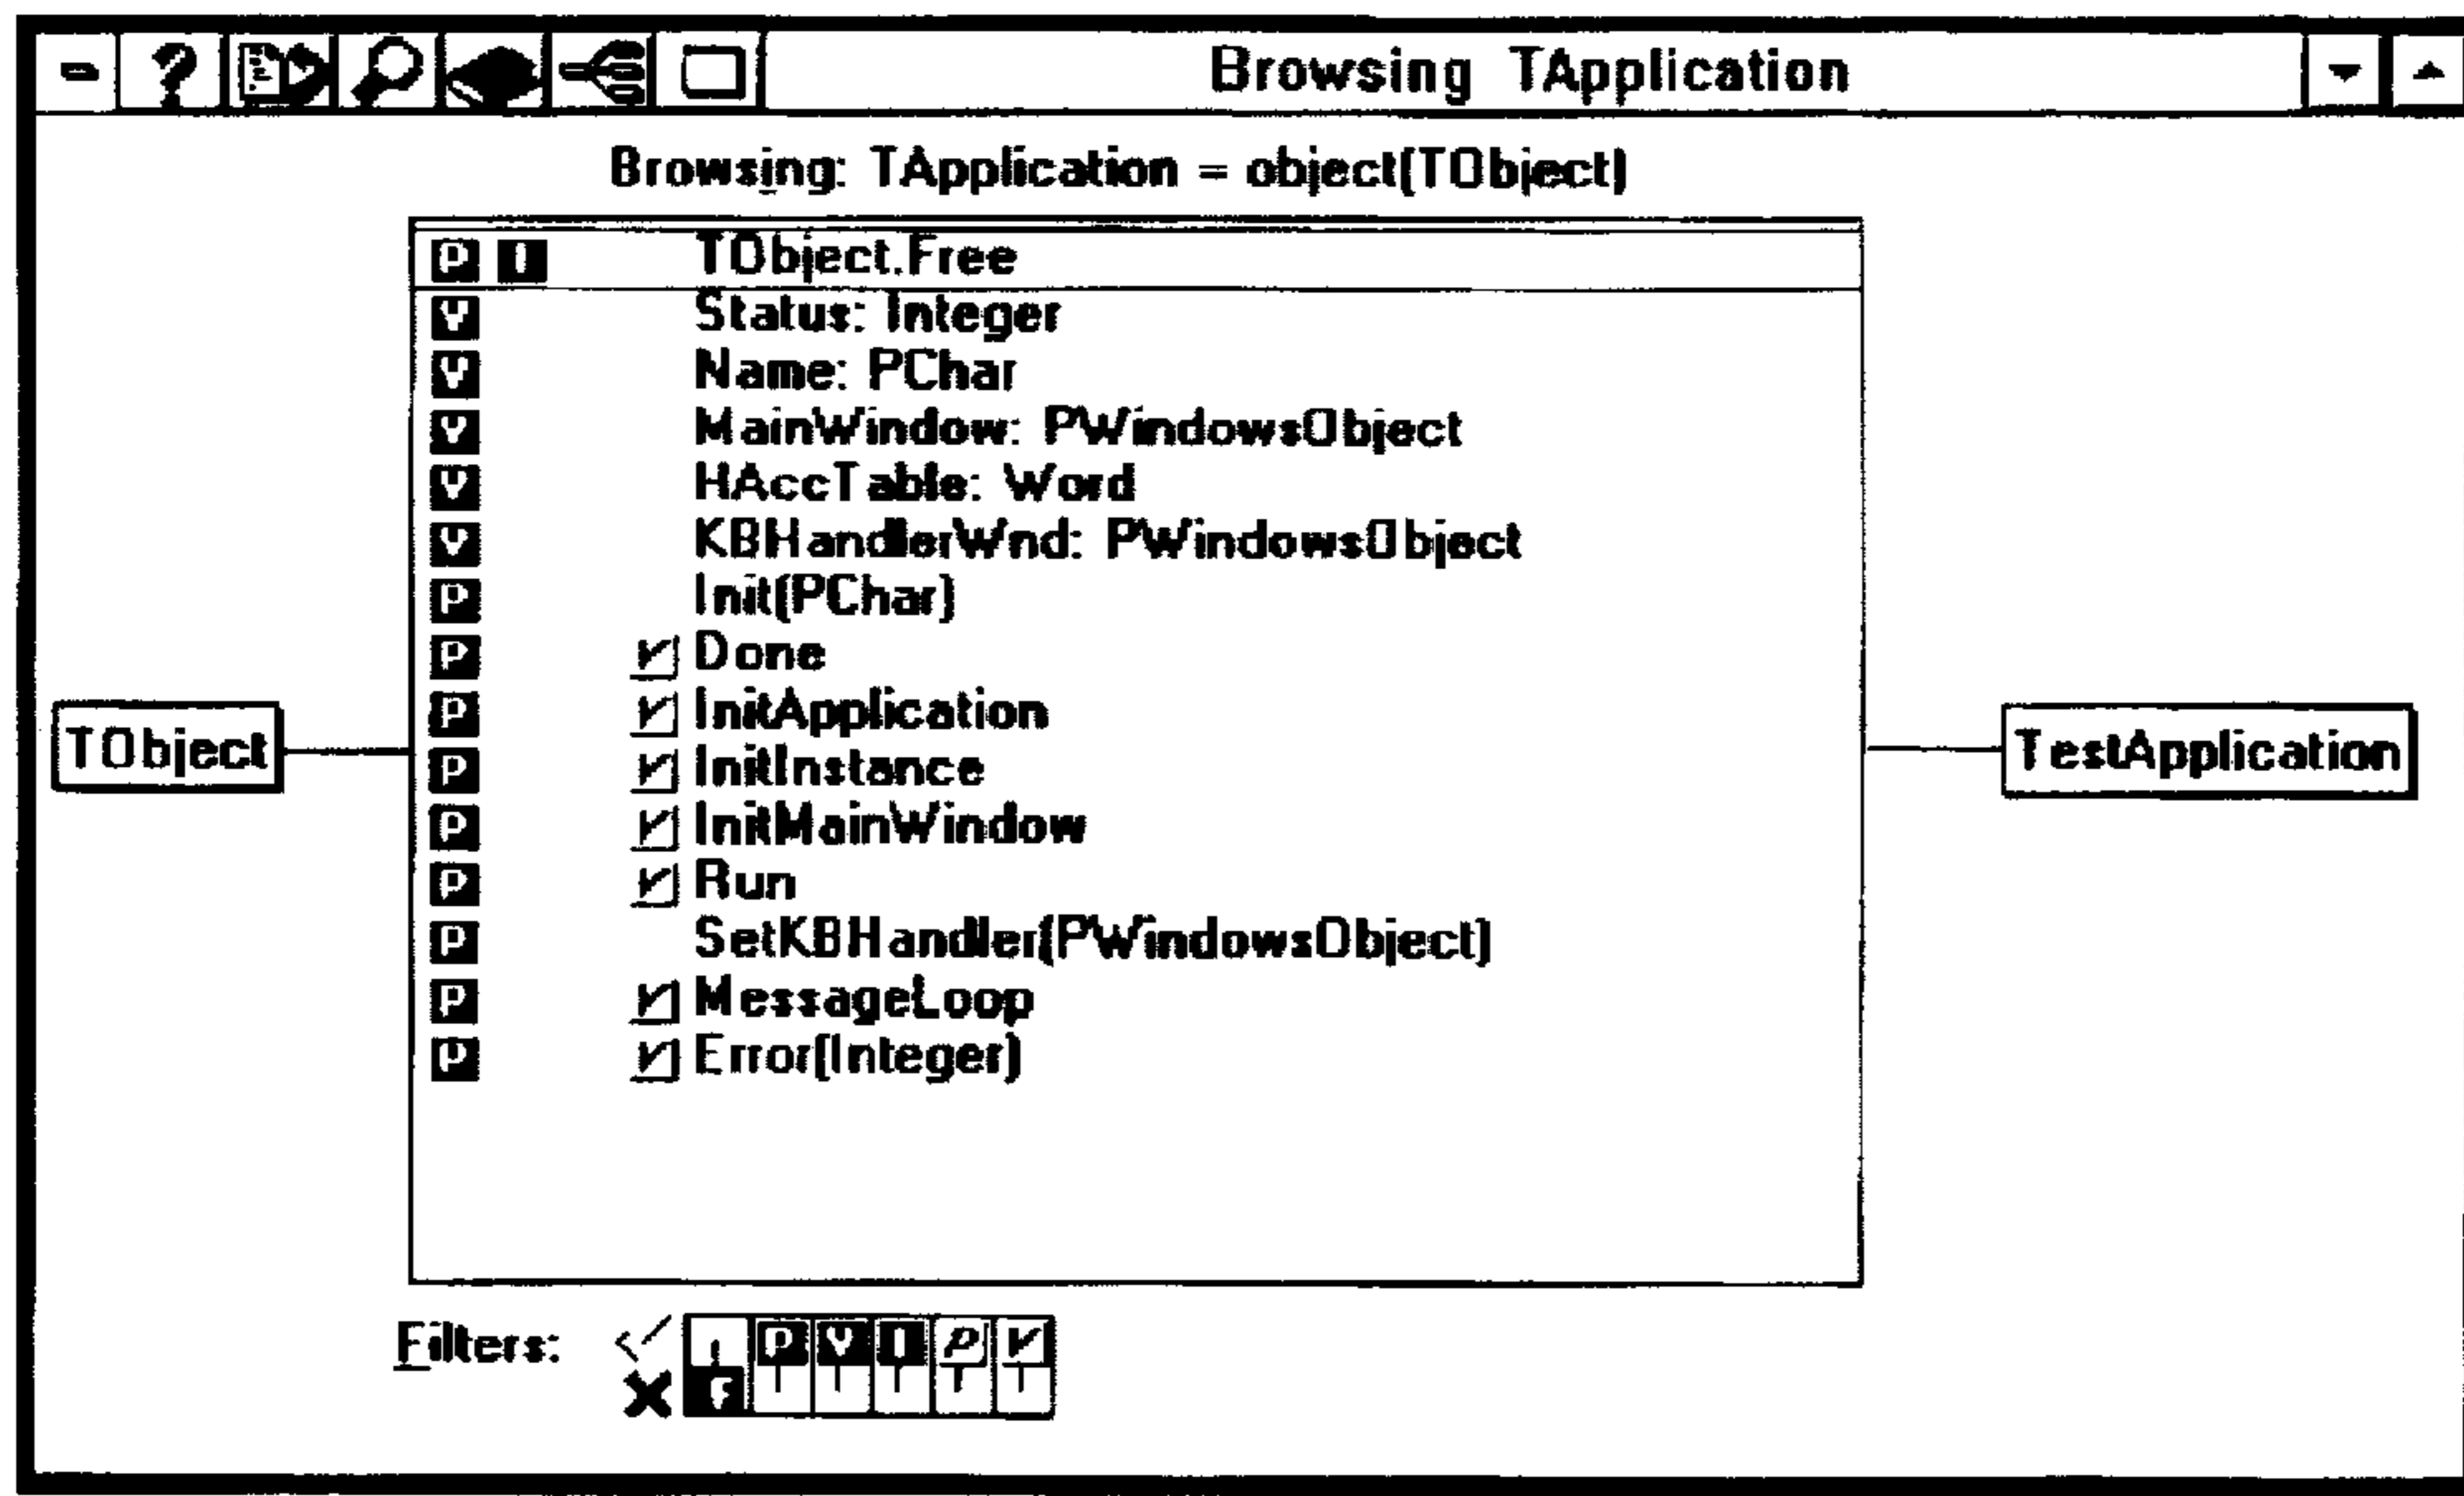 ? Browsing TApplication
Browsing: TApplication = object(TObject)
P I TObject.Free
V Status: Integer
V Name: PChar
V MainWindow: PWindowsObject
V HAccTable: Word
V KBHandlerWnd: PWindowsObject
P Init(PChar)
P V Done
P V InitApplication
TObject
P V InitInstance
TestApplication
P V InitMainWindow
P V Run
P SetKBHandler(PWindowsObject)
P V MessageLoop
P V Error(Integer)
Filters: P V I P V
F